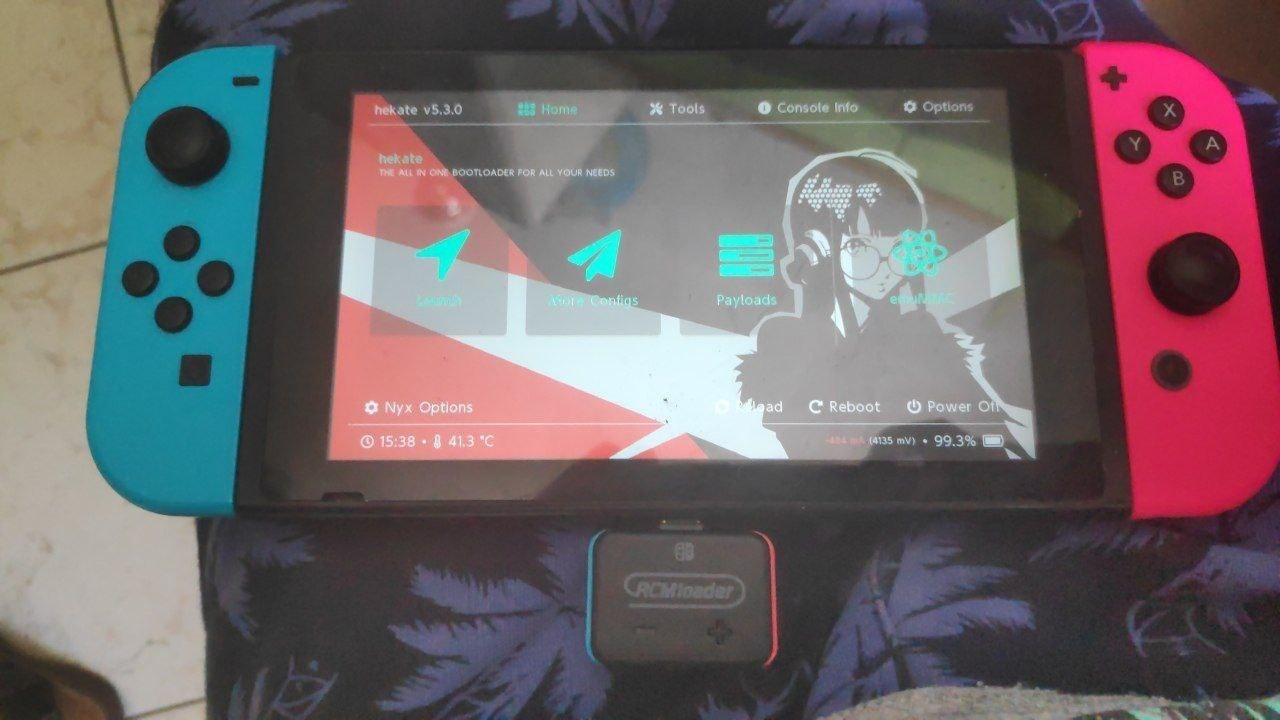 hekate v5.3.0 Home Tools Console Info Options
hekate
THE ALL IN ONE BOOTLOADER FOR ALL YOUR NEEDS
Launch More Configs Payloads emuMMC
Nyx Options Reload Reboot Power Off
15:38 • 41.3 °C (4135 mV) • 99.3%
X
Y A
B
RCMloader